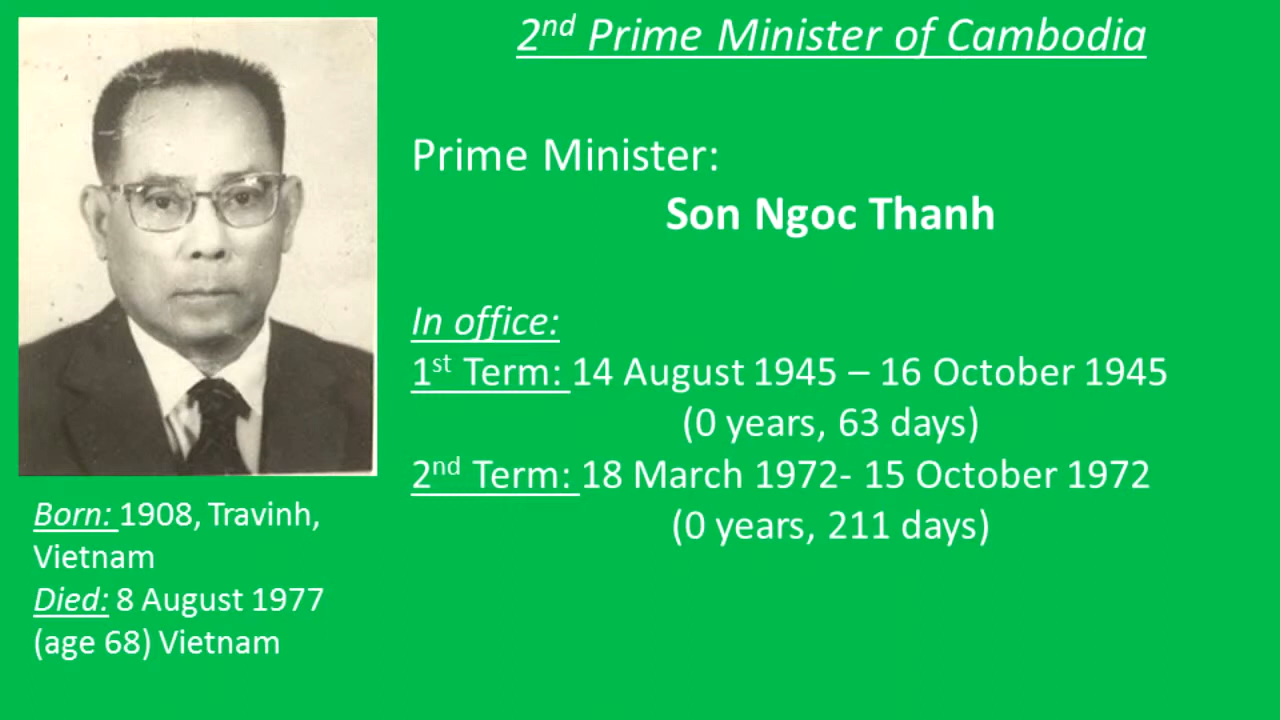 2nd Prime Minister of Cambodia
Prime Minister:
Son Ngoc Thanh
In office:
1st Term: 14 August 1945 – 16 October 1945
(0 years, 63 days)
2nd Term: 18 March 1972- 15 October 1972
(0 years, 211 days)
Born: 1908, Travinh,
Vietnam
Died: 8 August 1977
(age 68) Vietnam